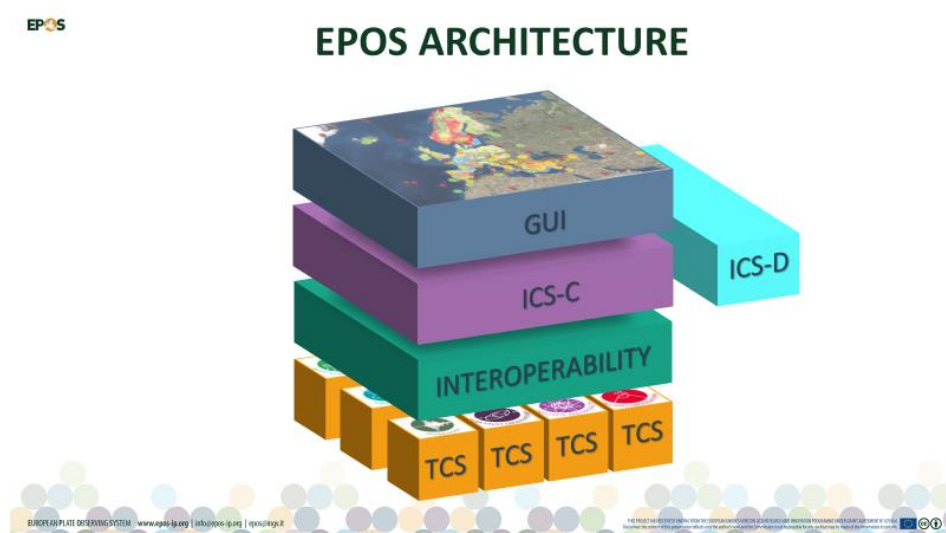 EPOS
EPOS ARCHITECTURE
GUI
ICS-D
ICS-C
INTEROPERABILITY
TCS
TCS
TCS
TCS
EUROPEAN PLATE OBSERVING SYSTEM www.epos-ip.org | info@epos-ip.org | epos@ingv.it